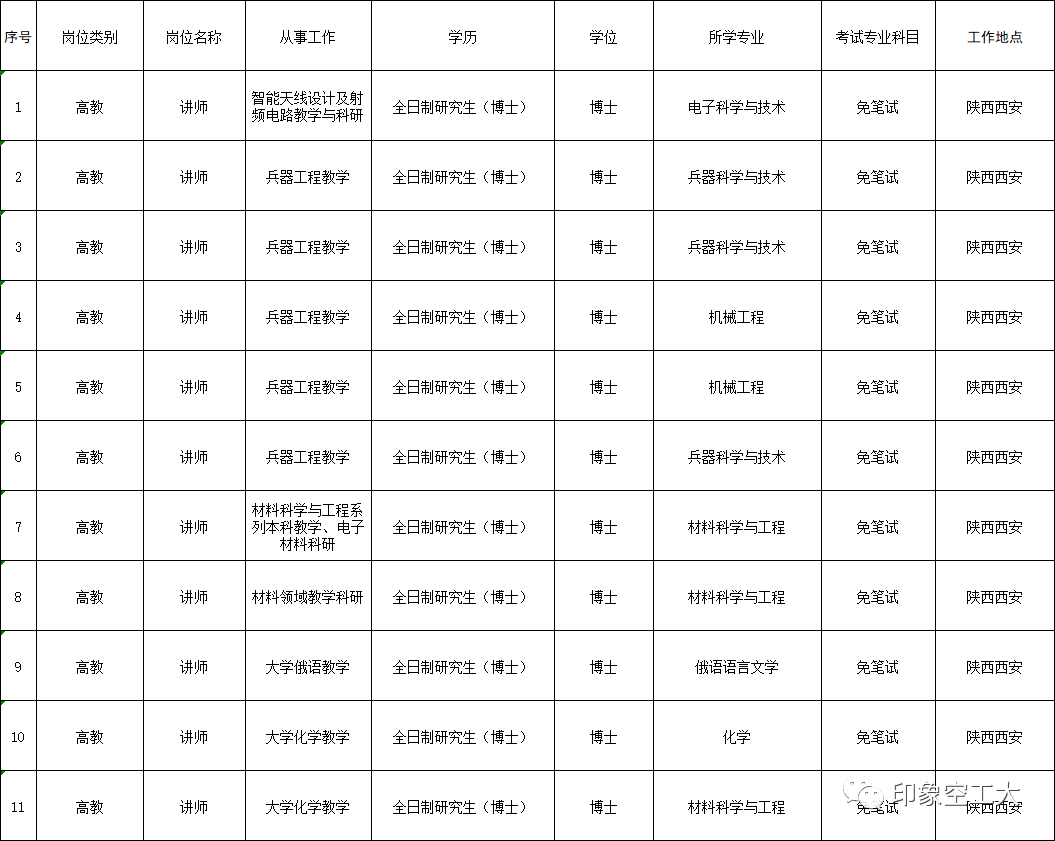 序号 岗位类别 岗位名称 从事工作 学历 学位 所学专业 考试专业科目 工作地点
1 高教 讲师 智能天线设计及射频电路教学与科研 全日制研究生（博士） 博士 电子科学与技术 免笔试 陕西西安
2 高教 讲师 兵器工程教学 全日制研究生（博士） 博士 兵器科学与技术 免笔试 陕西西安
3 高教 讲师 兵器工程教学 全日制研究生（博士） 博士 兵器科学与技术 免笔试 陕西西安
4 高教 讲师 兵器工程教学 全日制研究生（博士） 博士 机械工程 免笔试 陕西西安
5 高教 讲师 兵器工程教学 全日制研究生（博士） 博士 机械工程 免笔试 陕西西安
6 高教 讲师 兵器工程教学 全日制研究生（博士） 博士 兵器科学与技术 免笔试 陕西西安
7 高教 讲师 材料科学与工程系列本科教学、电子材料科研 全日制研究生（博士） 博士 材料科学与工程 免笔试 陕西西安
8 高教 讲师 材料领域教学科研 全日制研究生（博士） 博士 材料科学与工程 免笔试 陕西西安
9 高教 讲师 大学俄语教学 全日制研究生（博士） 博士 俄语语言文学 免笔试 陕西西安
10 高教 讲师 大学化学教学 全日制研究生（博士） 博士 化学 免笔试 陕西西安
11 高教 讲师 大学化学教学 全日制研究生（博士） 博士 材料科学与工程 免笔试 陕西西安
印象空工大